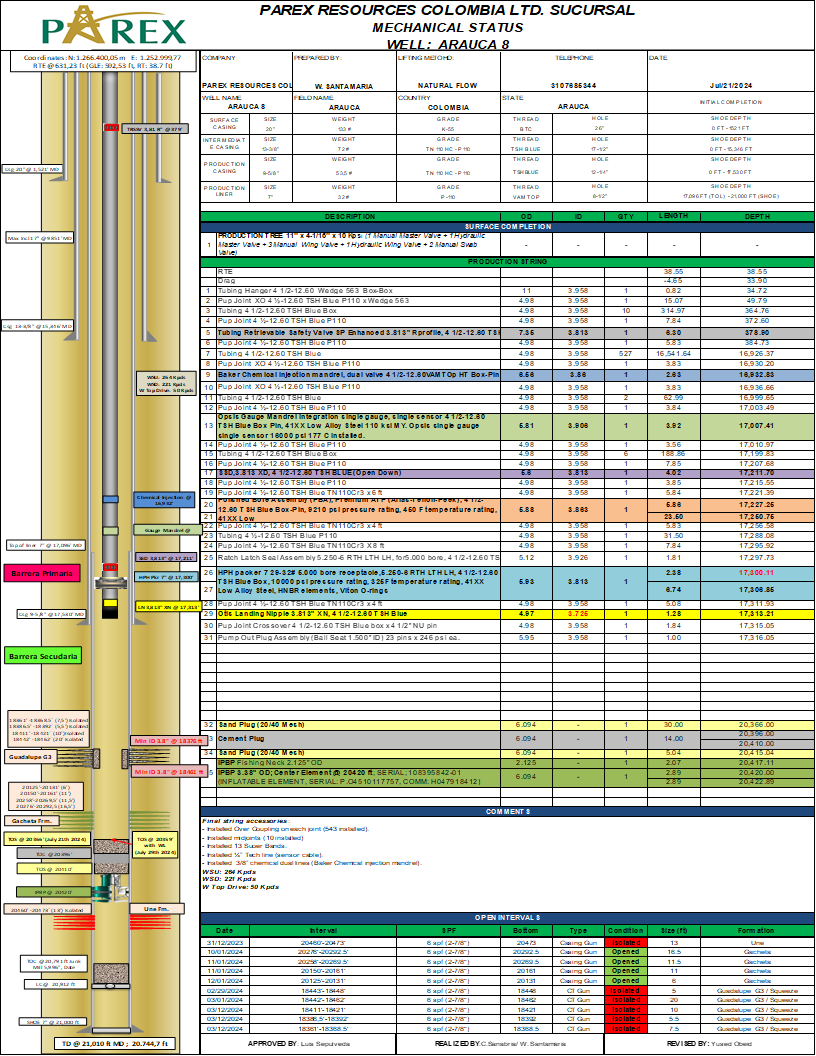 PAREX
PAREX RESOURCES COLOMBIA LTD. SUCURSAL
MECHANICAL STATUS
WELL: ARAUCA 8
Coordinates: N:1.266.400,05 m E: 1.252.999,77
RTE @ 631,23 ft (GLE: 592,53 ft, RT: 38.7 ft)
COMPANY PREPARED BY: LIFTING METHOD: TELEPHONE DATE
PAREX RESOURCES COL W. SANTAMARIA NATURAL FLOW 3107685344 Jul/21/2024
WELL NAME FIELD NAME COUNTRY STATE INITIAL COMPLETION
ARAUCA 8 ARAUCA COLOMBIA ARAUCA
SURFACE CASING SIZE WEIGHT GRADE THREAD HOLE SHOE DEPTH
20" 133 # K-55 BTC 26" 0 FT - 1521 FT
INTERMEDIATE CASING SIZE WEIGHT GRADE THREAD HOLE SHOE DEPTH
13-3/8" 72 # TN 110 HC - P110 TSH BLUE 17-1/2" 0 FT - 15,346 FT
PRODUCTION CASING SIZE WEIGHT GRADE THREAD HOLE SHOE DEPTH
9-5/8" 53,5 # TN 110 HC - P110 TSH BLUE 12-1/4" 0 FT - 17,530 FT
PRODUCTION LINER SIZE WEIGHT GRADE THREAD HOLE SHOE DEPTH
7" 32 # P-110 VAM TOP 8-1/2" 17,096 FT (TOL) - 21,000 FT (SHOE)
DESCRIPTION OD ID QTY LENGTH DEPTH
SURFACE COMPLETION
1 PRODUCTION TREE 11" x 4-1/16" x 10 Kps: (1 Manual Master Valve + 1 Hydraulic Master Valve + 3 Manual Wing Valve + 1 Hydraulic Wing Valve + 2 Manual Swab Valve) - - - - -
PRODUCTION STRING
RTE 38.55 38.55
Drag -4.65 33.90
1 Tubing Hanger 4 1/2-12.60 Wedge 563 Box-Box 11 3.958 1 0.82 34.72
2 Pup Joint XO 4 ½-12.60 TSH Blue P110 x Wedge 563 4.98 3.958 1 15.07 49.79
3 Tubing 4 1/2-12.60 TSH Blue Box 4.98 3.958 10 314.97 364.76
4 Pup Joint 4 ½-12.60 TSH Blue P110 4.98 3.958 1 7.84 372.60
5 Tubing Retrievable Safety Valve SP Enhanced 3.813" R profile, 4 1/2-12.60 TSH 7.35 3.813 1 6.30 378.90
6 Pup Joint 4 ½-12.60 TSH Blue P110 4.98 3.958 1 5.83 384.73
7 Tubing 4 1/2-12.60 TSH Blue 4.98 3.958 527 16,541.64 16,926.37
8 Pup Joint XO 4 ½-12.60 TSH Blue P110 4.98 3.958 1 3.83 16,930.20
9 Baker Chemical Injection mandrel, dual valve 4 1/2-12.60 VAM TOP HT Box-Pin 6.56 3.86 1 2.63 16,932.83
10 Pup Joint XO 4 ½-12.60 TSH Blue P110 4.98 3.958 1 3.83 16,936.66
11 Tubing 4 1/2-12.60 TSH Blue 4.98 3.958 2 62.99 16,999.65
12 Pup Joint 4 ½-12.60 TSH Blue P110 4.98 3.958 1 3.84 17,003.49
13 Opsis Gauge Mandrel Integration single gauge, single sensor 4 1/2-12.60 TSH Blue Box Pin, 41XX Low Alloy Steel 110 ksi MY. Opsis single gauge single sensor 16000 psi 177 C Installed. 5.81 3.906 1 3.92 17,007.41
14 Pup Joint 4 ½-12.60 TSH Blue P110 4.98 3.958 1 3.56 17,010.97
15 Tubing 4 1/2-12.60 TSH Blue Box 4.98 3.958 6 188.86 17,199.83
16 Pup Joint 4 ½-12.60 TSH Blue P110 4.98 3.958 1 7.85 17,207.68
17 SSD, 3.813 XD, 4 1/2-12.60 TSH BLUE (Open Down) 5.6 3.813 1 4.02 17,211.70
18 Pup Joint 4 ½-12.60 TSH Blue P110 4.98 3.958 1 3.85 17,215.55
19 Pup Joint 4 ½-12.60 TSH Blue TN110Cr3 x 6 ft 4.98 3.958 1 5.84 17,221.39
20 Polished Bore Assembly (PBA), Premium ATP (Aflas-Teflon-Peek), 4 1/2-12.60 TSH Blue Box-Pin, 9210 psi pressure rating, 450 F temperature rating, 41XX Low 5.88 3.863 1 5.86 17,227.25
21 23.50 17,250.75
22 Pup Joint 4 ½-12.60 TSH Blue TN110Cr3 x 4 ft 4.98 3.958 1 5.83 17,256.58
23 Tubing 4 ½-12.60 TSH Blue P110 4.98 3.958 1 31.50 17,288.08
24 Pup Joint 4 ½-12.60 TSH Blue TN110Cr3 X 8 ft 4.98 3.958 1 7.84 17,295.92
25 Ratch Latch Seal Assembly 5.250-6 RTH LTH LH, for 5.000 bore, 4 1/2-12.60 TS 5.12 3.926 1 1.81 17,297.73
26 HPH packer 7 29-32# 5.000 bore receptacle, 5.250-6 RTH LTH LH, 4 1/2-12.60 TSH Blue Box, 10000 psi pressure rating, 325F temperature rating, 41XX Low Alloy Steel, HNBR elements, Viton O-rings 5.93 3.813 1 2.38 17,300.11
27 6.74 17,306.85
28 Pup Joint 4 ½-12.60 TSH Blue TN110Cr3 x 4 ft 4.98 3.958 1 5.08 17,311.93
29 Otis Landing Nipple 3.813" XN, 4 1/2-12.60 TSH Blue 4.97 3.725 1 1.28 17,313.21
30 Pup Joint Crossover 4 1/2-12.60 TSH Blue box x 4 1/2" NU pin 4.98 3.958 1 1.84 17,315.05
31 Pump Out Plug Assembly (Ball Seat 1.500" ID) 23 pins x 246 psi ea. 5.95 3.958 1 1.00 17,316.05
32 Sand Plug (20/40 Mesh) 6.094 - 1 30.00 20,366.00
3 Cement Plug 6.094 - 1 14.00 20,396.00
20,410.00
34 Sand Plug (20/40 Mesh) 6.094 - 1 5.04 20,415.04
IPBP Fishing Neck 2.125" OD 2.125 - 1 2.07 20,417.11
5 IPBP 3.38" OD; Center Element @ 20420 ft; SERIAL; 108395842-01 (INFLATABLE ELEMENT, SERIAL: P.04510117757, COMM: H047918412) 6.094 - 1 2.89 20,420.00
2.89 20,422.89
COMMENTS
Final string accessories:
- Installed Over Coupling on each joint (543 installed).
- Installed midjoints (10 installed)
- Installed 13 Super Bands.
- Installed ¼" Tech line (sensor cable).
- Installed 3/8" chemical dual lines (Baker Chemical injection mandrel).
WSU: 264 Kpds
WSD: 221 Kpds
W Top Drive: 50 Kpds
OPEN INTERVALS
Date Interval SPF Bottom Type Condition Size (ft) Formation
31/12/2023 20460'-20473' 6 spf (2-7/8") 20473 Casing Gun Isolated 13 Une
10/01/2024 20276'-20292.5' 6 spf (2-7/8") 20292.5 Casing Gun Opened 16.5 Gacheta
11/01/2024 20258'-20269.5' 6 spf (2-7/8") 20269.5 Casing Gun Opened 11.5 Gacheta
11/01/2024 20150'-20161' 6 spf (2-7/8") 20161 Casing Gun Opened 11 Gacheta
12/01/2024 20125'-20131' 6 spf (2-7/8") 20131 Casing Gun Opened 6 Gacheta
02/29/2024 18443'-18448' 6 spf (2-7/8") 18448 CT Gun Isolated 5 Guadalupe G3 / Squeeze
03/01/2024 18442'-18462' 6 spf (2-7/8") 18462 CT Gun Isolated 20 Guadalupe G3 / Squeeze
03/12/2024 18411'-18421' 6 spf (2-7/8") 18421 CT Gun Isolated 10 Guadalupe G3 / Squeeze
03/12/2024 18386.5'-18392' 6 spf (2-7/8") 18392 CT Gun Isolated 5.5 Guadalupe G3 / Squeeze
03/12/2024 18361'-18368.5' 6 spf (2-7/8") 18368.5 CT Gun Isolated 7.5 Guadalupe G3 / Squeeze
APPROVED BY: Luis Sepulveda REALIZED BY: C.Sanabria/ W. Santamaria REVISED BY: Yused Obeid
TRSSV 3,813" @ 379'
Csg 20" @ 1,521' MD
Max Incl 17° @ 9851' MD
Csg 13-3/8" @ 15,346' MD
WSU: 264 Kpds
WSD: 221 Kpds
W Top Drive: 50 Kpds
Chemical Injection @ 16,932'
Gauge Mandrel @
Top of liner 7" @ 17,096' MD
SSD 3,813" @ 17,211'
Barrera Primaria
HPH Pkr 7" @ 17,300'
LN 3,813" XN @ 17,313'
Csg 9-5/8" @ 17,530' MD
Barrera Secudaria
18361'-18368.5' (7,5') Isolated
18386.5'-18392' (5,5') Isolated
18411'-18421' (10') Isolated
18442'-18462' (20') Isolated
Min ID 3.8" @ 18376 ft
Guadalupe G3
Min ID 3.8" @ 18461 ft
20125'-20131' (6')
20150'-20161' (11')
20258'-20269,5' (11,5')
20276'-20292,5 (16,5')
Gacheta Frm.
TOS @ 20366' (July 21th 2024)
TOS @ 20359' with WL (July 29th 2024)
TOC @ 20396'
TOS @ 20410'
IPBP @ 20420'
20460'-20473' (13') Isolated
Une Fm.
LC @ 20,912 ft
SHOE 7" @ 21,000 ft
TD @ 21,010 ft MD ; 20.744,7 ft